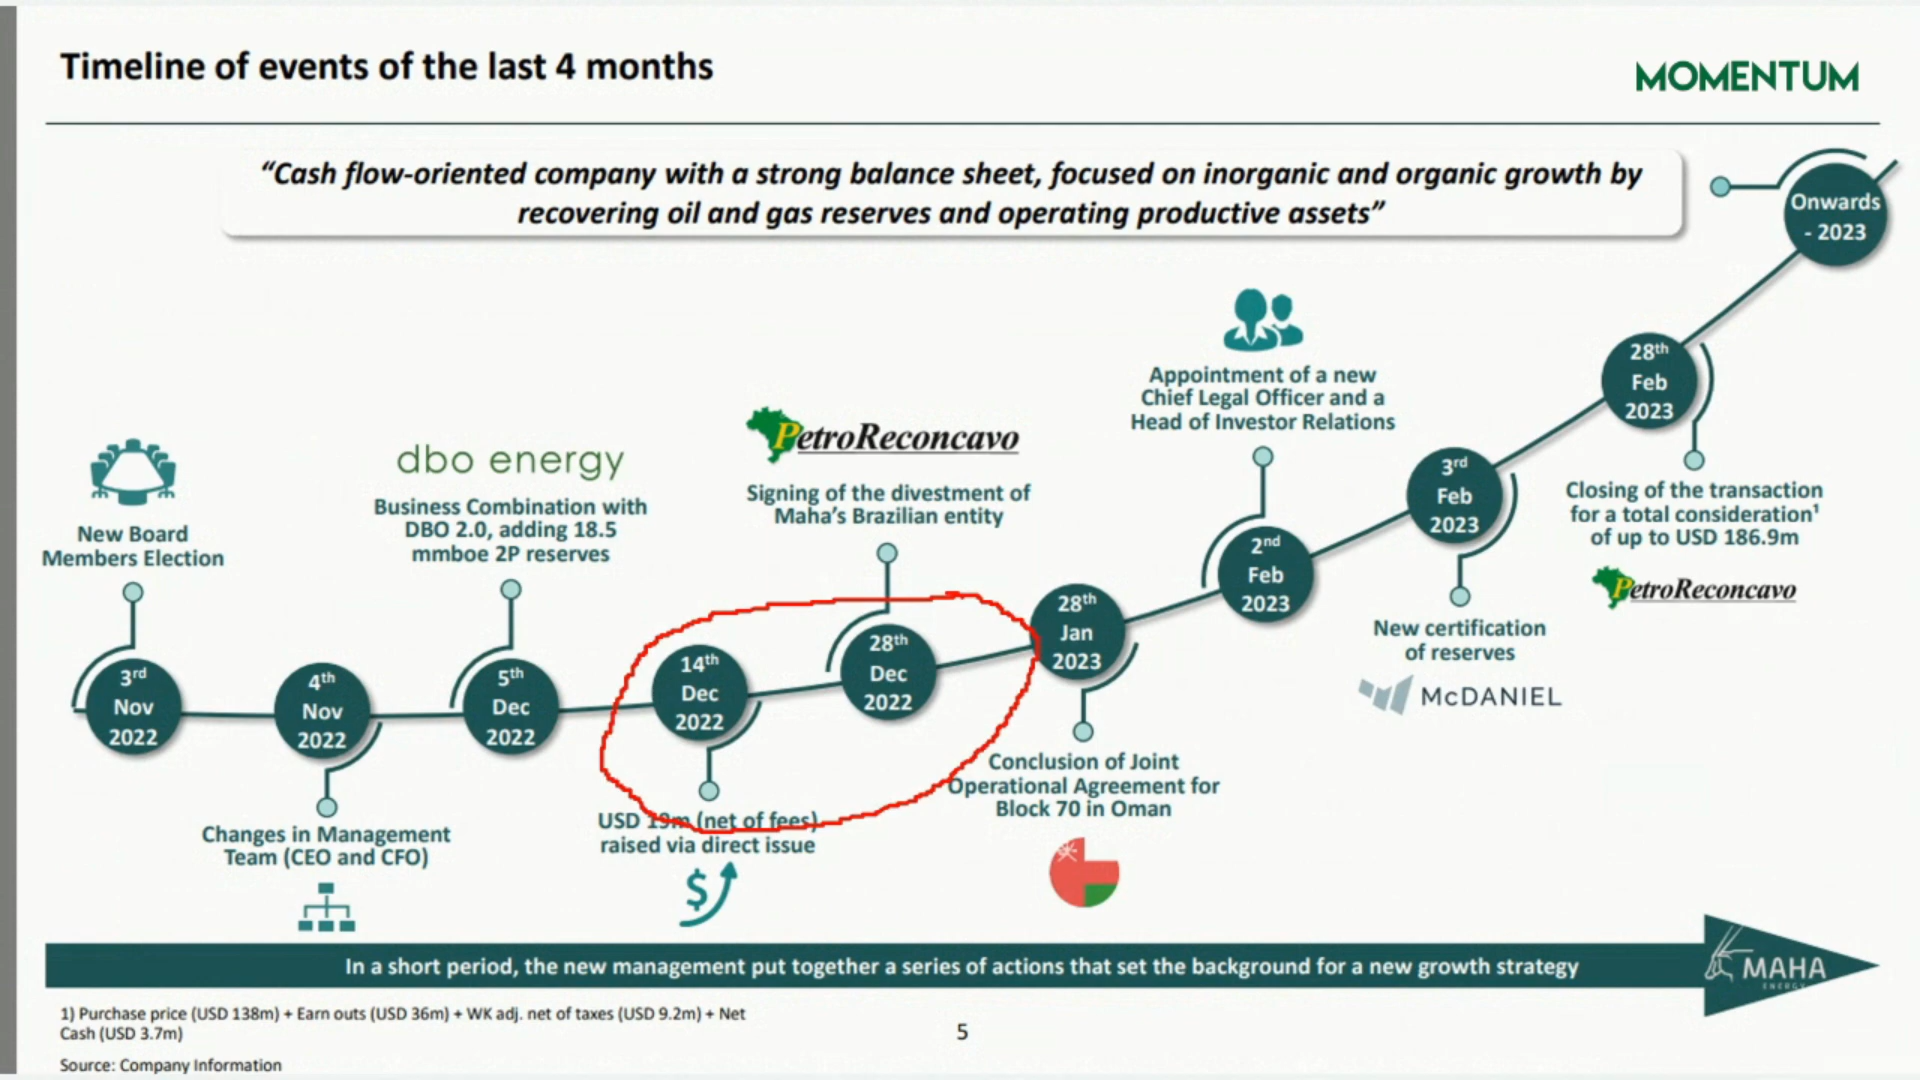 Timeline of events of the last 4 months
MOMENTUM
“Cash flow-oriented company with a strong balance sheet, focused on inorganic and organic growth by
recovering oil and gas reserves and operating productive assets”
Onwards
- 2023
New Board
Members Election
3rd
Nov
2022
4th
Nov
2022
Changes in Management
Team (CEO and CFO)
dbo energy
Business Combination with
DBO 2.0, adding 18.5
mmboe 2P reserves
5th
Dec
2022
14th
Dec
2022
USD 19m (net of fees)
raised via direct issue
$
PetroReconcavo
Signing of the divestment of
Maha’s Brazilian entity
28th
Dec
2022
28th
Jan
2023
Conclusion of Joint
Operational Agreement for
Block 70 in Oman
Appointment of a new
Chief Legal Officer and a
Head of Investor Relations
2nd
Feb
2023
3rd
Feb
2023
New certification
of reserves
McDANIEL
28th
Feb
2023
Closing of the transaction
for a total consideration¹
of up to USD 186.9m
PetroReconcavo
In a short period, the new management put together a series of actions that set the background for a new growth strategy
MAHA
ENERGY
1) Purchase price (USD 138m) + Earn outs (USD 36m) + WK adj. net of taxes (USD 9.2m) + Net
Cash (USD 3.7m)
5
Source: Company Information